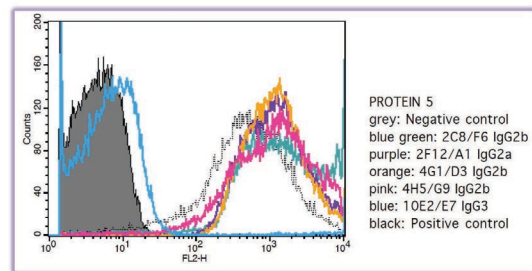 200
160
120
80
40
0
Counts
10^0 10^1 10^2 10^3 10^4
FL2-H
PROTEIN 5
grey: Negative control
blue green: 2C8/F6 IgG2b
purple: 2F12/A1 IgG2a
orange: 4G1/D3 IgG2b
pink: 4H5/G9 IgG2b
blue: 10E2/E7 IgG3
black: Positive control